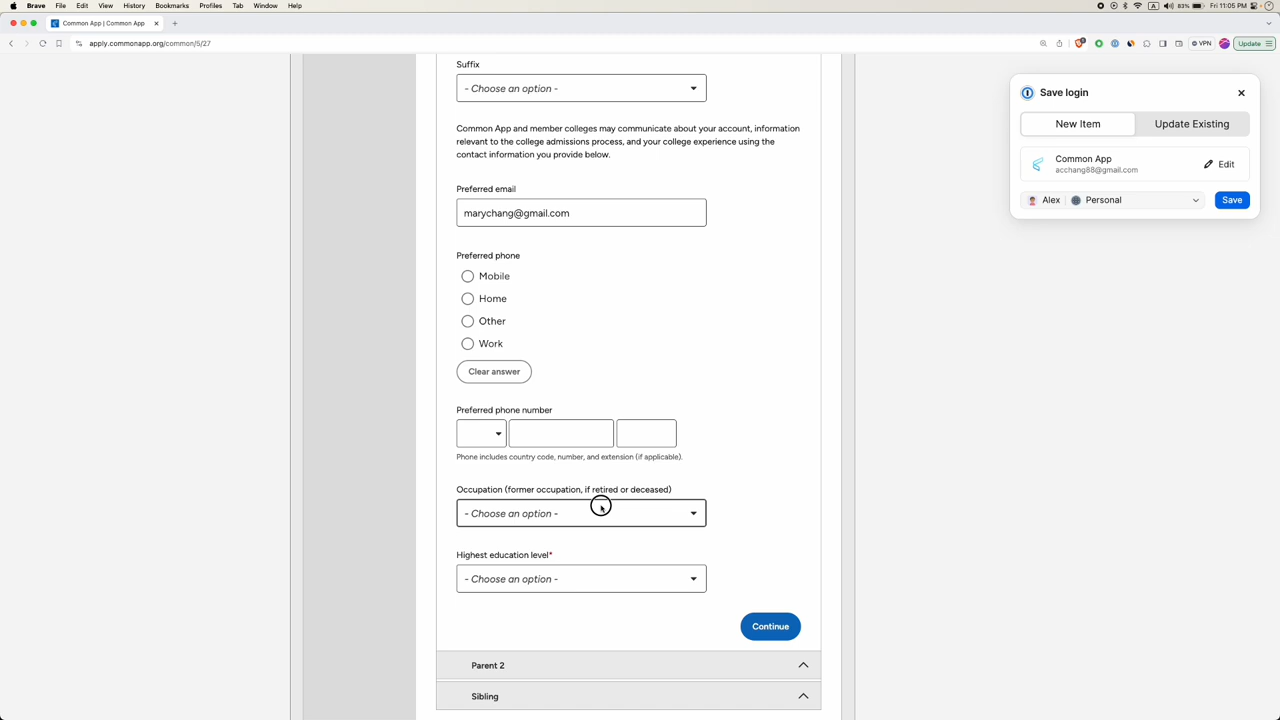 Brave File Edit View History Bookmarks Profiles Tab Window Help
83% Fri 11:05 PM
Common App | Common App
apply.commonapp.org/common/5/27
VPN Update
Suffix
- Choose an option -
Common App and member colleges may communicate about your account, information
relevant to the college admissions process, and your college experience using the
contact information you provide below.
Preferred email
marychang@gmail.com
Preferred phone
Mobile
Home
Other
Work
Clear answer
Preferred phone number
Phone includes country code, number, and extension (if applicable).
Occupation (former occupation, if retired or deceased)
- Choose an option -
Highest education level*
- Choose an option -
Continue
Parent 2
Sibling
Save login
New Item Update Existing
Common App
acchang88@gmail.com
Edit
Alex Personal
Save